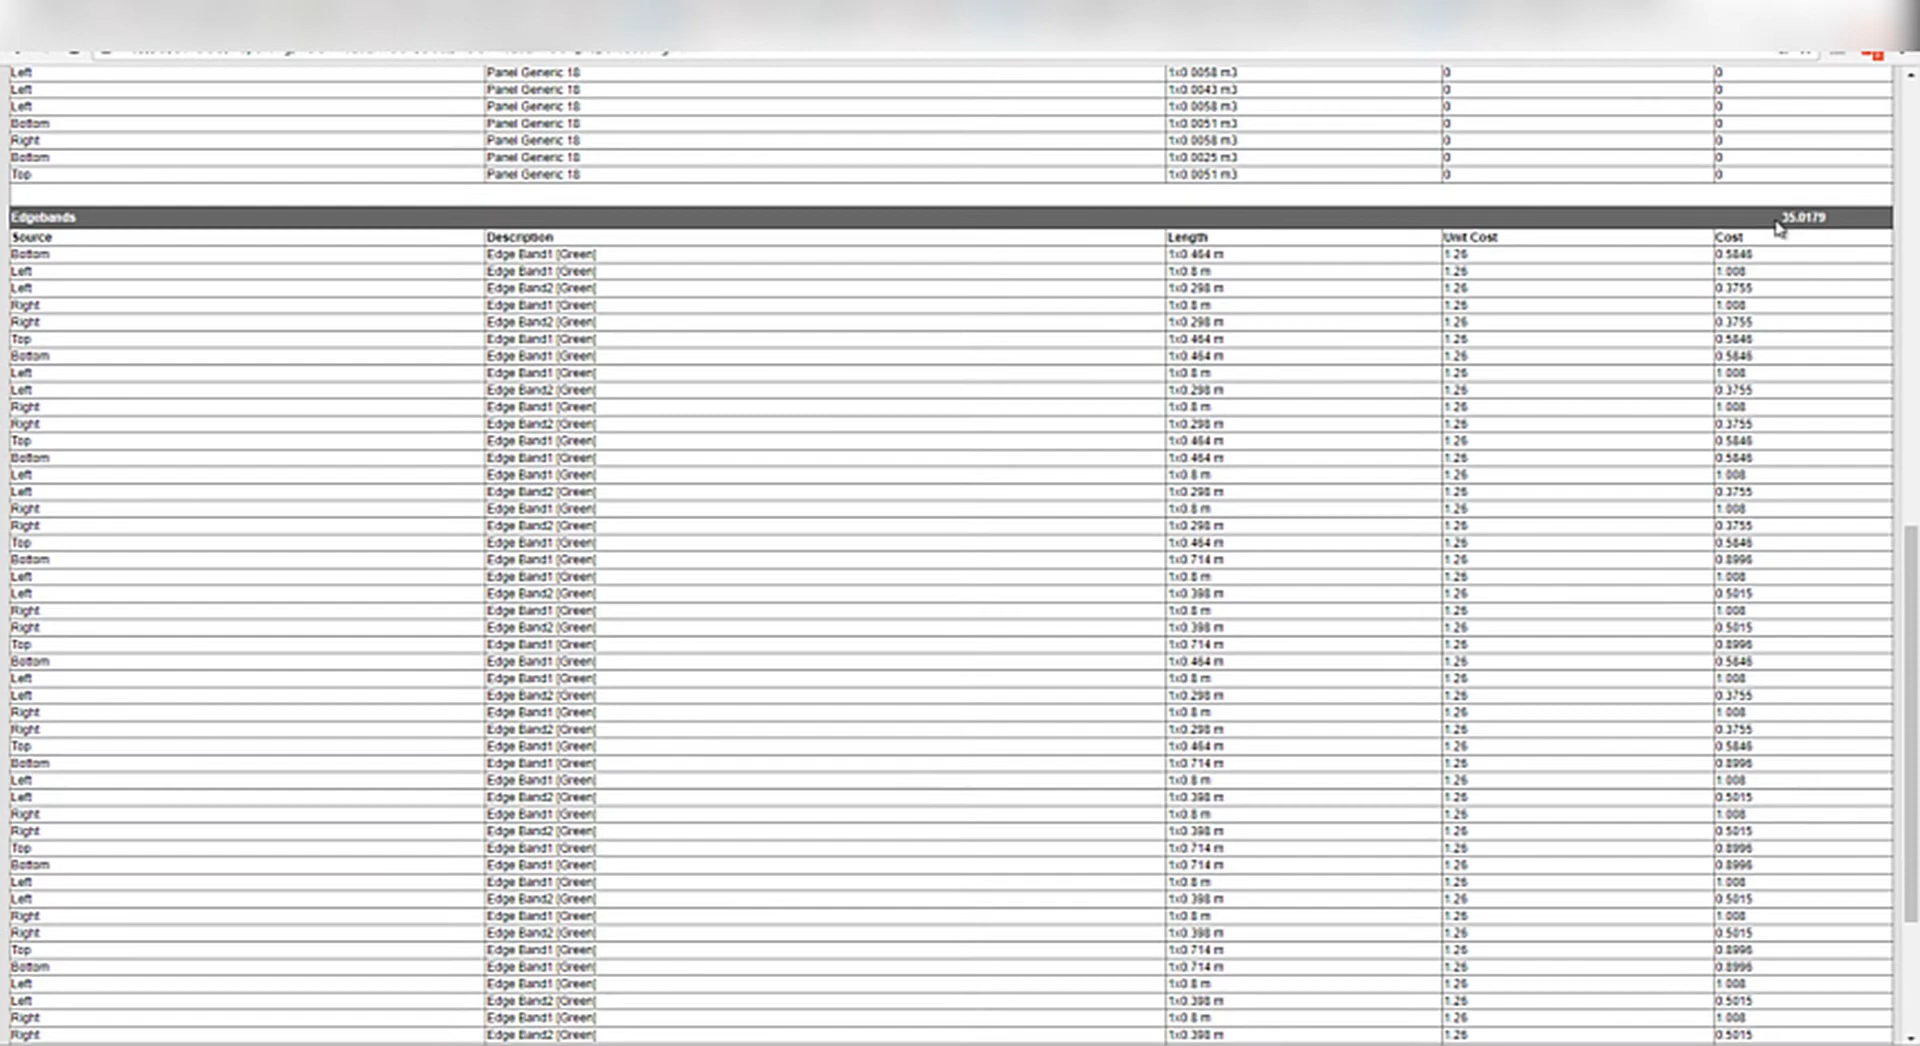 Left Panel Generic 18 1x0.0058 m3 0 0
Left Panel Generic 18 1x0.0043 m3 0 0
Left Panel Generic 18 1x0.0058 m3 0 0
Bottom Panel Generic 18 1x0.0051 m3 0 0
Right Panel Generic 18 1x0.0058 m3 0 0
Bottom Panel Generic 18 1x0.0025 m3 0 0
Top Panel Generic 18 1x0.0051 m3 0 0
Edgebands 35.0179
Source Description Length Unit Cost Cost
Bottom Edge Band1 [Green] 1x0.464 m 1.26 0.5846
Left Edge Band1 [Green] 1x0.8 m 1.26 1.008
Left Edge Band2 [Green] 1x0.298 m 1.26 0.3755
Right Edge Band1 [Green] 1x0.8 m 1.26 1.008
Right Edge Band2 [Green] 1x0.298 m 1.26 0.3755
Top Edge Band1 [Green] 1x0.464 m 1.26 0.5846
Bottom Edge Band1 [Green] 1x0.464 m 1.26 0.5846
Left Edge Band1 [Green] 1x0.8 m 1.26 1.008
Left Edge Band2 [Green] 1x0.298 m 1.26 0.3755
Right Edge Band1 [Green] 1x0.8 m 1.26 1.008
Right Edge Band2 [Green] 1x0.298 m 1.26 0.3755
Top Edge Band1 [Green] 1x0.464 m 1.26 0.5846
Bottom Edge Band1 [Green] 1x0.464 m 1.26 0.5846
Left Edge Band1 [Green] 1x0.8 m 1.26 1.008
Left Edge Band2 [Green] 1x0.298 m 1.26 0.3755
Right Edge Band1 [Green] 1x0.8 m 1.26 1.008
Right Edge Band2 [Green] 1x0.298 m 1.26 0.3755
Top Edge Band1 [Green] 1x0.464 m 1.26 0.5846
Bottom Edge Band1 [Green] 1x0.714 m 1.26 0.8996
Left Edge Band1 [Green] 1x0.8 m 1.26 1.008
Left Edge Band2 [Green] 1x0.398 m 1.26 0.5015
Right Edge Band1 [Green] 1x0.8 m 1.26 1.008
Right Edge Band2 [Green] 1x0.398 m 1.26 0.5015
Top Edge Band1 [Green] 1x0.714 m 1.26 0.8996
Bottom Edge Band1 [Green] 1x0.464 m 1.26 0.5846
Left Edge Band1 [Green] 1x0.8 m 1.26 1.008
Left Edge Band2 [Green] 1x0.298 m 1.26 0.3755
Right Edge Band1 [Green] 1x0.8 m 1.26 1.008
Right Edge Band2 [Green] 1x0.298 m 1.26 0.3755
Top Edge Band1 [Green] 1x0.464 m 1.26 0.5846
Bottom Edge Band1 [Green] 1x0.714 m 1.26 0.8996
Left Edge Band1 [Green] 1x0.8 m 1.26 1.008
Left Edge Band2 [Green] 1x0.398 m 1.26 0.5015
Right Edge Band1 [Green] 1x0.8 m 1.26 1.008
Right Edge Band2 [Green] 1x0.398 m 1.26 0.5015
Top Edge Band1 [Green] 1x0.714 m 1.26 0.8996
Bottom Edge Band1 [Green] 1x0.714 m 1.26 0.8996
Left Edge Band1 [Green] 1x0.8 m 1.26 1.008
Left Edge Band2 [Green] 1x0.398 m 1.26 0.5015
Right Edge Band1 [Green] 1x0.8 m 1.26 1.008
Right Edge Band2 [Green] 1x0.398 m 1.26 0.5015
Top Edge Band1 [Green] 1x0.714 m 1.26 0.8996
Bottom Edge Band1 [Green] 1x0.714 m 1.26 0.8996
Left Edge Band1 [Green] 1x0.8 m 1.26 1.008
Left Edge Band2 [Green] 1x0.398 m 1.26 0.5015
Right Edge Band1 [Green] 1x0.8 m 1.26 1.008
Right Edge Band2 [Green] 1x0.398 m 1.26 0.5015